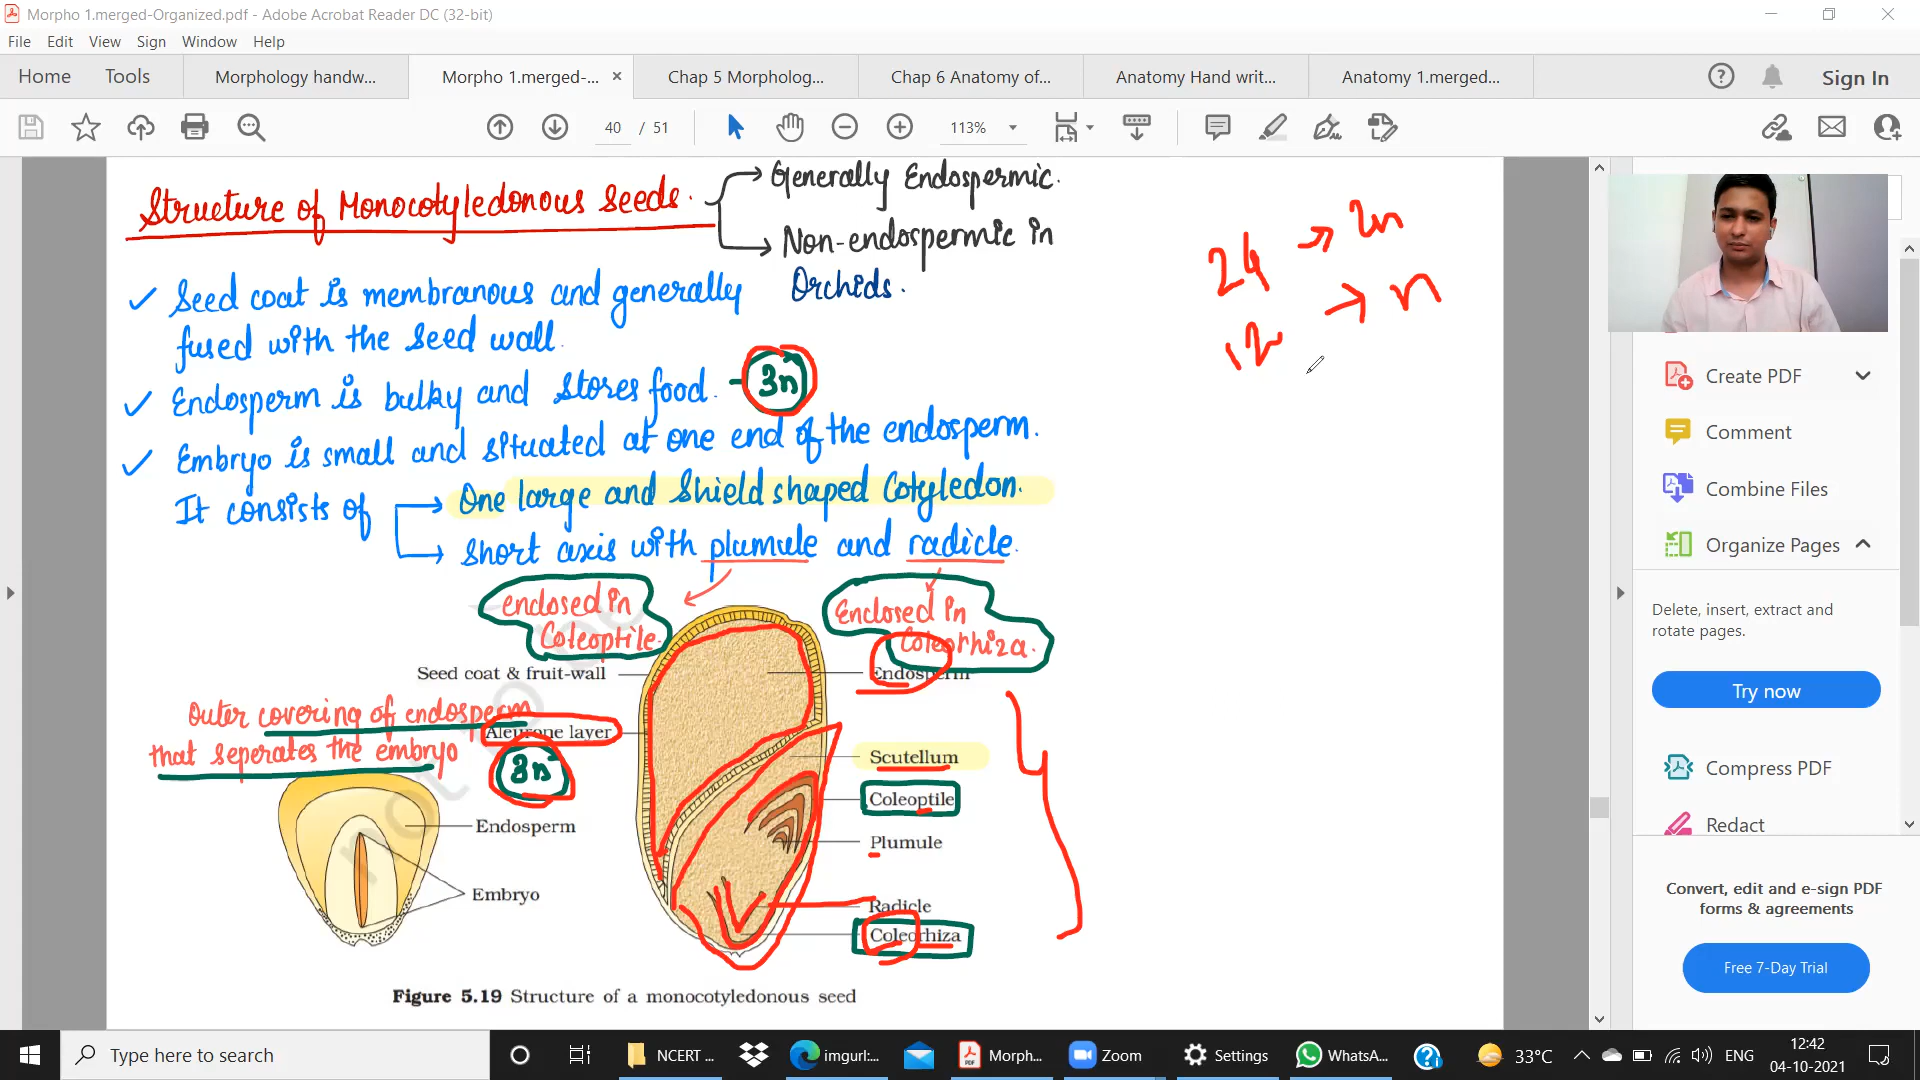 Morpho 1.merged-Organized.pdf - Adobe Acrobat Reader DC (32-bit)
File Edit View Sign Window Help
Home Tools Morphology handw... Morpho 1.merged-... × Chap 5 Morpholog... Chap 6 Anatomy of... Anatomy Hand writ... Anatomy 1.merged... Sign In
40 / 51 113%
Structure of Monocotyledonous Seeds.
Generally Endospermic.
Non-endospermic in
Orchids.
24 → 2n
12 → n
✓ Seed coat is membranous and generally
fused with the seed wall.
✓ Endosperm is bulky and stores food. - 3n
✓ Embryo is small and situated at one end of the endosperm.
It consists of
One large and Shield shaped Cotyledon.
Short axis with plumule and radicle.
enclosed in
Coleoptile.
Enclosed in
Coleorhiza.
Seed coat & fruit-wall
Endosperm
Outer covering of endosperm
that seperates the embryo
Aleurone layer
3n
Scutellum
Coleoptile
Plumule
Radicle
Coleorhiza
Endosperm
Embryo
Figure 5.19 Structure of a monocotyledonous seed
Create PDF
Comment
Combine Files
Organize Pages
Delete, insert, extract and
rotate pages.
Try now
Compress PDF
Redact
Convert, edit and e-sign PDF
forms & agreements
Free 7-Day Trial
Type here to search
NCERT ...
imgurl:...
Morph...
Zoom
Settings
WhatsA...
33°C
ENG
12:42
04-10-2021